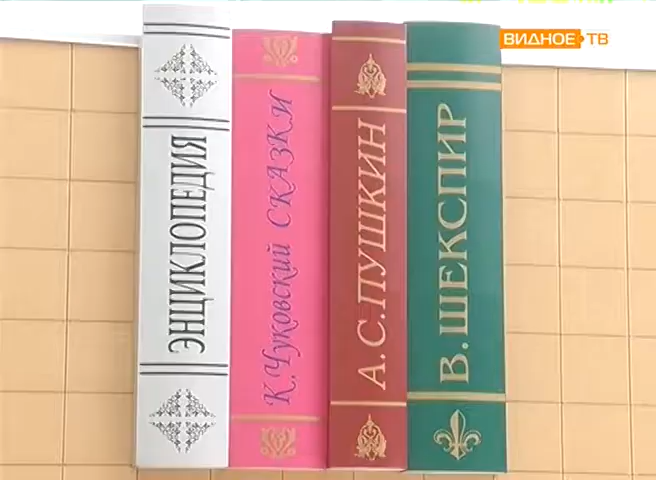 ВИДНОЕ ТВ
ЭНЦИКЛОПЕДИЯ
К. Чуковский СКАЗКИ
А.С.ПУШКИН
В. ШЕКСПИР